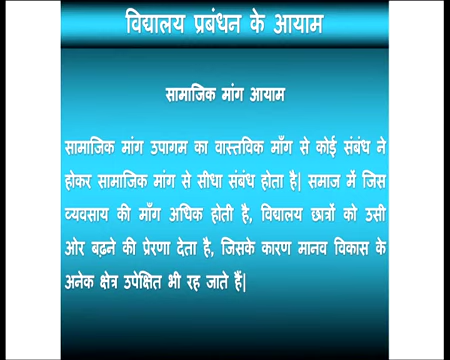 विद्यालय प्रबंधन के आयाम
सामाजिक मांग आयाम
सामाजिक मांग उपागम का वास्तविक माँग से कोई संबंध ने
होकर सामाजिक मांग से सीधा संबंध होता है| समाज में जिस
व्यवसाय की माँग अधिक होती है, विद्यालय छात्रों को उसी
ओर बढ़ने की प्रेरणा देता है, जिसके कारण मानव विकास के
अनेक क्षेत्र उपेक्षित भी रह जाते हैं|